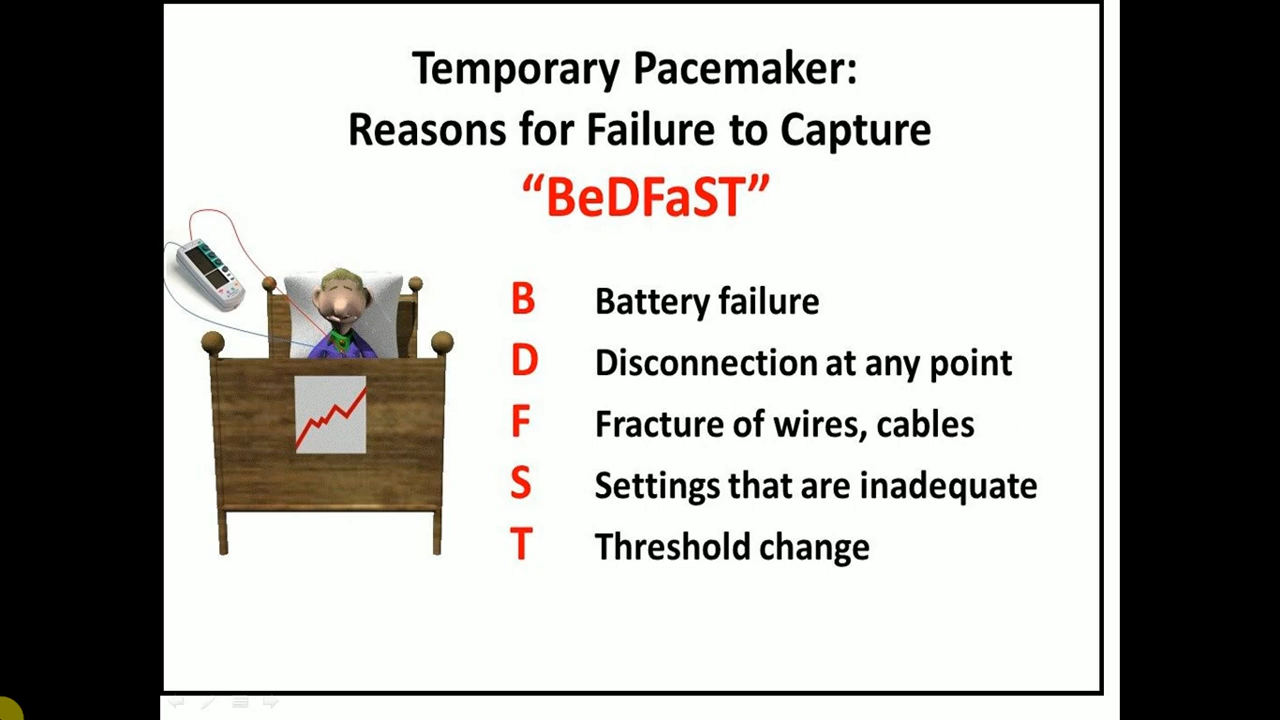 Temporary Pacemaker:
Reasons for Failure to Capture
“BeDFaST”
B Battery failure
D Disconnection at any point
F Fracture of wires, cables
S Settings that are inadequate
T Threshold change